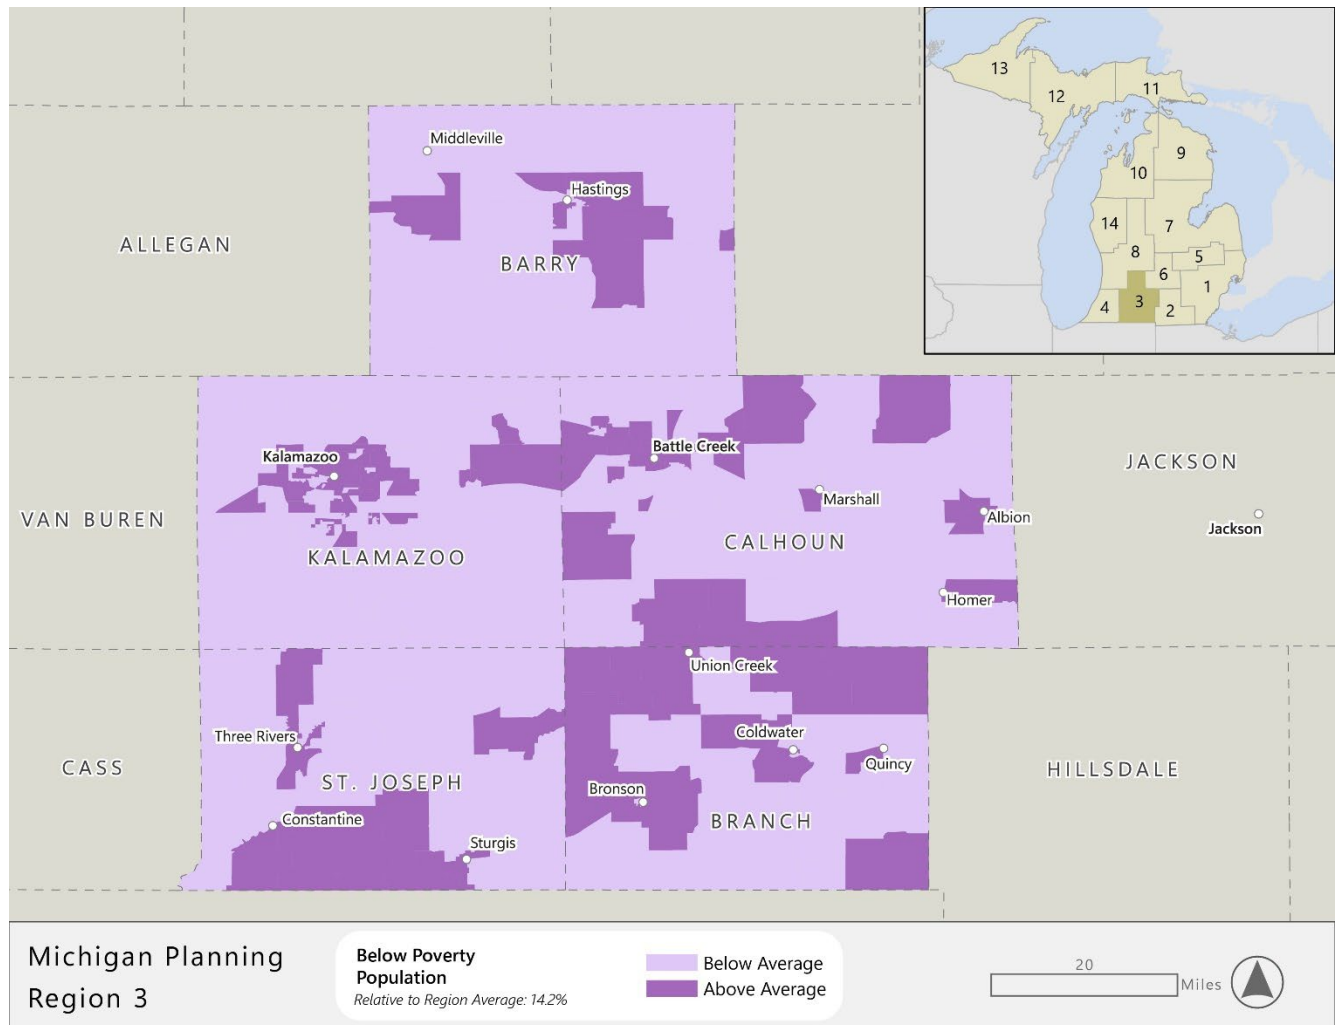 13
12
11
9
10
14
7
8
5
6
1
4
3
2
Middleville
Hastings
ALLEGAN
BARRY
Kalamazoo
Battle Creek
JACKSON
Marshall
Albion
VAN BUREN
Jackson
KALAMAZOO
CALHOUN
Homer
Union Creek
Three Rivers
Coldwater
CASS
Quincy
HILLSDALE
ST. JOSEPH
Bronson
Constantine
BRANCH
Sturgis
Michigan Planning
Region 3
Below Poverty
Population
Relative to Region Average: 14.2%
Below Average
Above Average
20
Miles